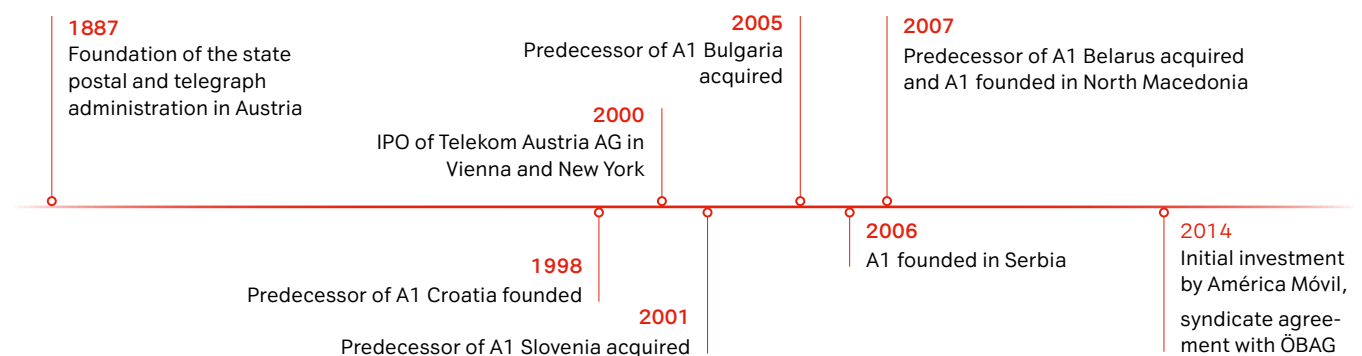 1887
Foundation of the state
postal and telegraph
administration in Austria
1998
Predecessor of A1 Croatia founded
2000
IPO of Telekom Austria AG in
Vienna and New York
2001
Predecessor of A1 Slovenia acquired
2005
Predecessor of A1 Bulgaria
acquired
2006
A1 founded in Serbia
2007
Predecessor of A1 Belarus acquired
and A1 founded in North Macedonia
2014
Initial investment
by América Móvil,
syndicate agree-
ment with ÖBAG